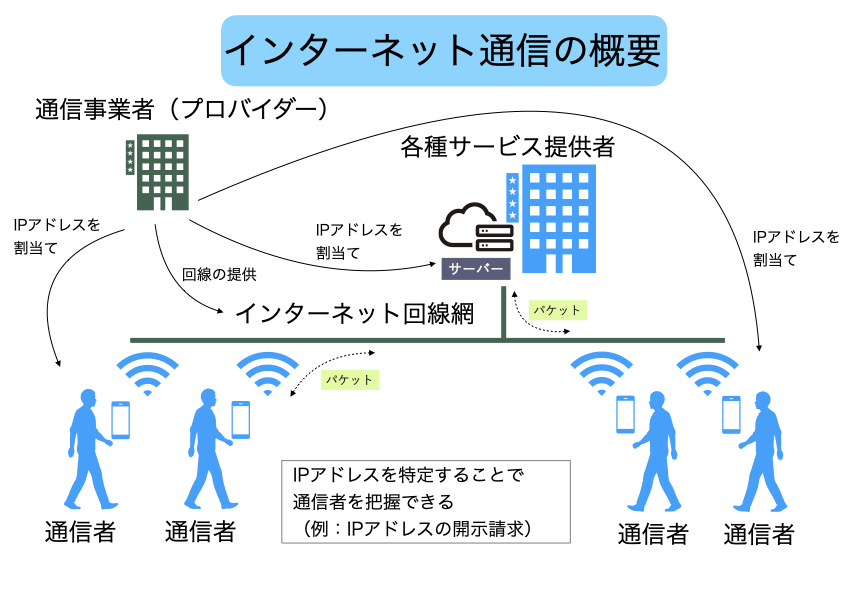 インターネット通信の概要
通信事業者（プロバイダー）
各種サービス提供者
IPアドレスを
割当て
IPアドレスを
割当て
IPアドレスを
割当て
回線の提供
サーバー
インターネット回線網
パケット
パケット
IPアドレスを特定することで
通信者を把握できる
（例：IPアドレスの開示請求）
通信者
通信者
通信者
通信者